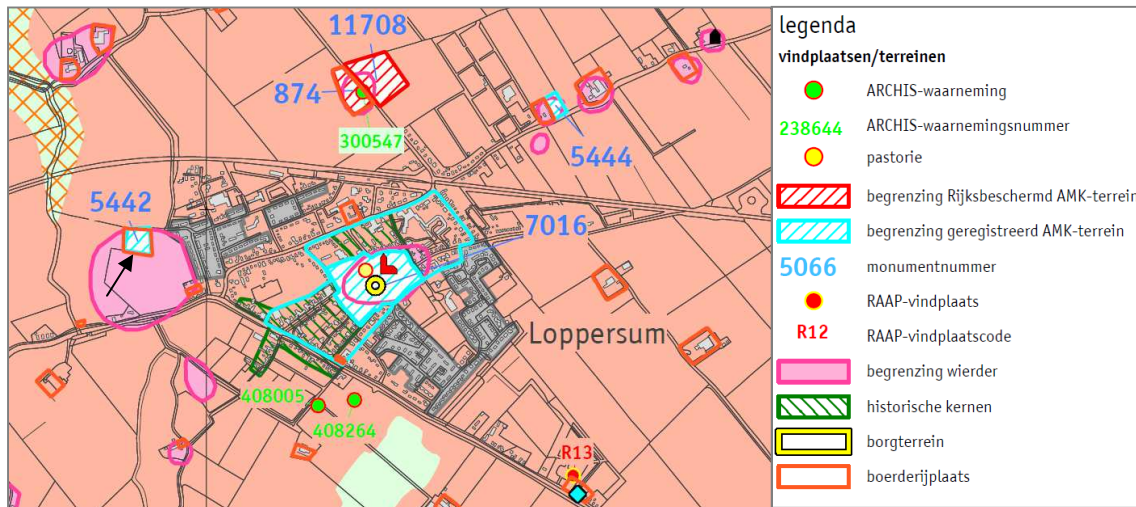 11708
874
300547
5444
5442
7016
Loppersum
408005
408264
R13
legenda
vindplaatsen/terreinen
ARCHIS-waarneming
238644 ARCHIS-waarnemingsnummer
pastorie
begrenzing Rijksbeschermd AMK-terrein
begrenzing geregistreerd AMK-terrein
5066 monumentnummer
RAAP-vindplaats
R12 RAAP-vindplaatscode
begrenzing wierder
historische kernen
borgterrein
boerderijplaats